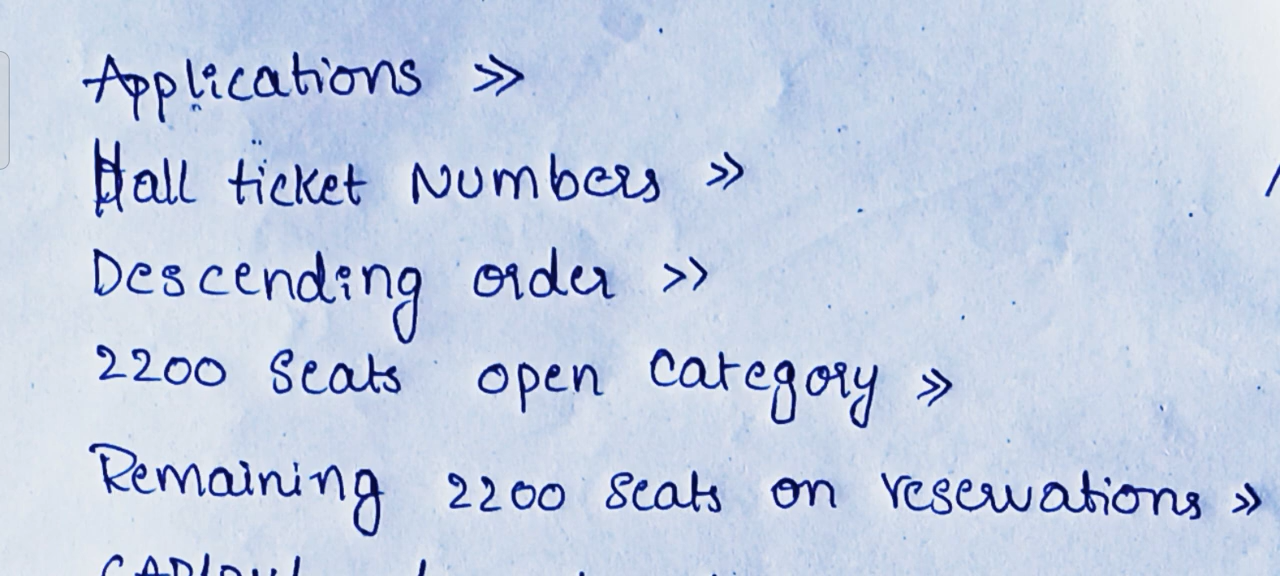 Applications >>
Hall ticket Numbers >>
Descending order >>
2200 Seats open category >>
Remaining 2200 seats on reservations >>